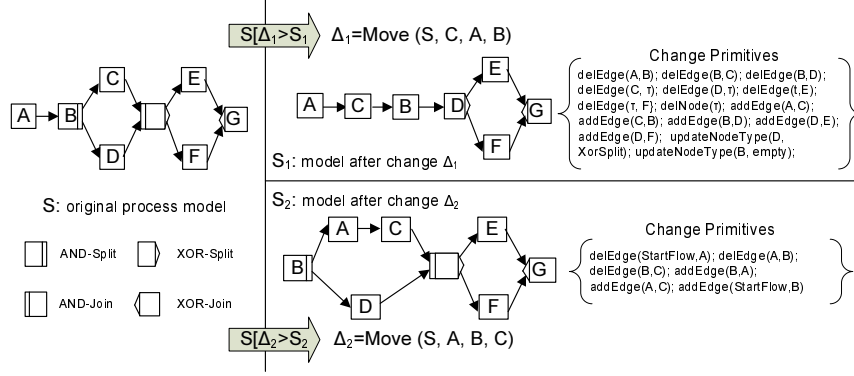 S[Δ1>S1
Δ1=Move (S, C, A, B)
A
B
C
D
E
F
G
S: original process model
AND-Split
XOR-Split
AND-Join
XOR-Join
A
C
B
D
E
F
G
S1: model after change Δ1
Change Primitives
delEdge(A,B); delEdge(B,C); delEdge(B,D);
delEdge(C, τ); delEdge(D,τ); delEdge(t,E);
delEdge(τ, F); delNode(τ); addEdge(A,C);
addEdge(C,B); addEdge(B,D); addEdge(D,E);
addEdge(D,F); updateNodeType(D,
XorSplit); updateNodeType(B, empty);
S2: model after change Δ2
B
A
C
D
E
F
G
Change Primitives
delEdge(StartFlow,A); delEdge(A,B);
delEdge(B,C); addEdge(B,A);
addEdge(A,C); addEdge(StartFlow,B)
S[Δ2>S2
Δ2=Move (S, A, B, C)